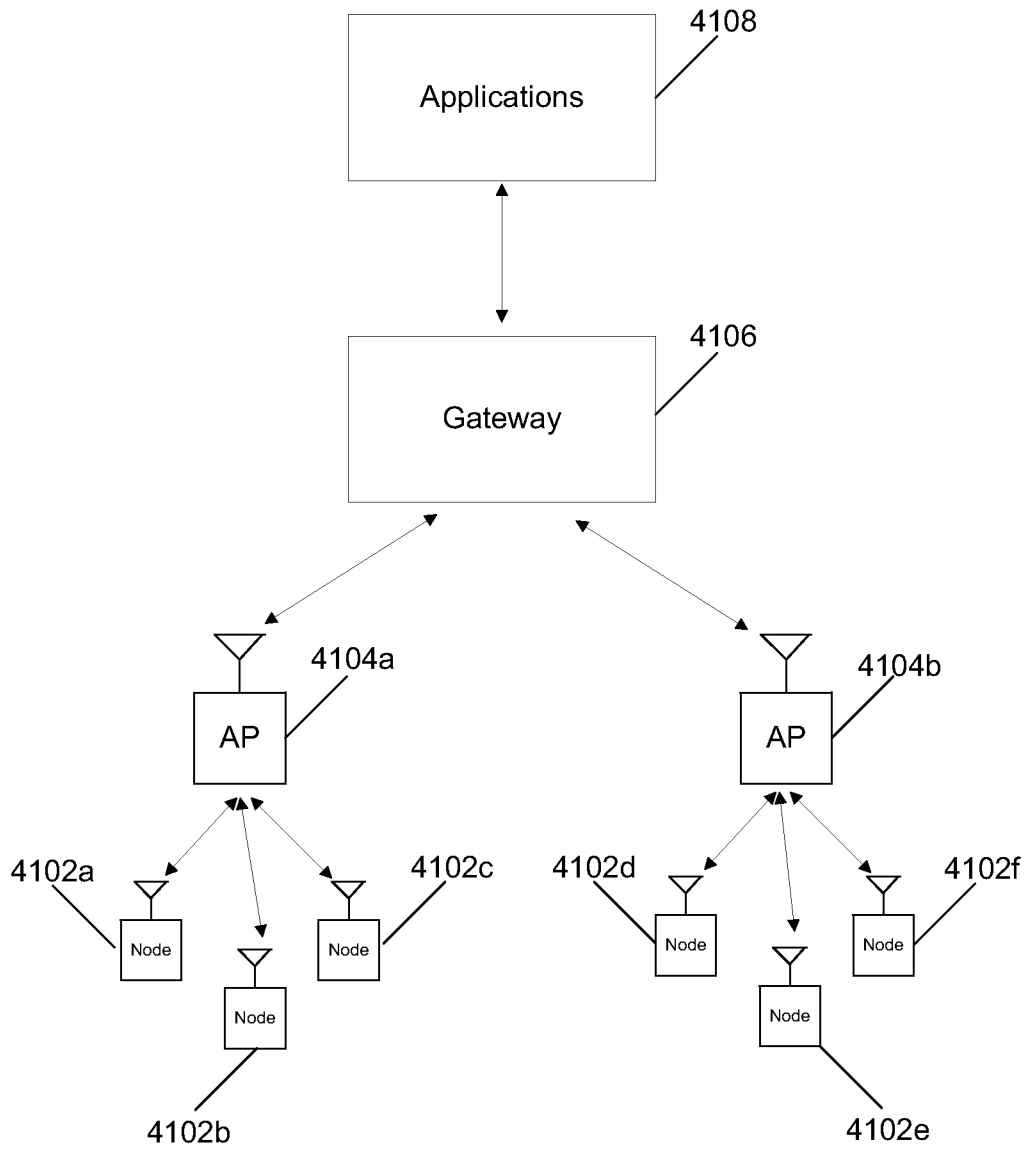 4108
Applications
4106
Gateway
4104a
4104b
AP
AP
4102a
4102c
4102d
4102f
Node
Node
Node
Node
Node
Node
4102b
4102e